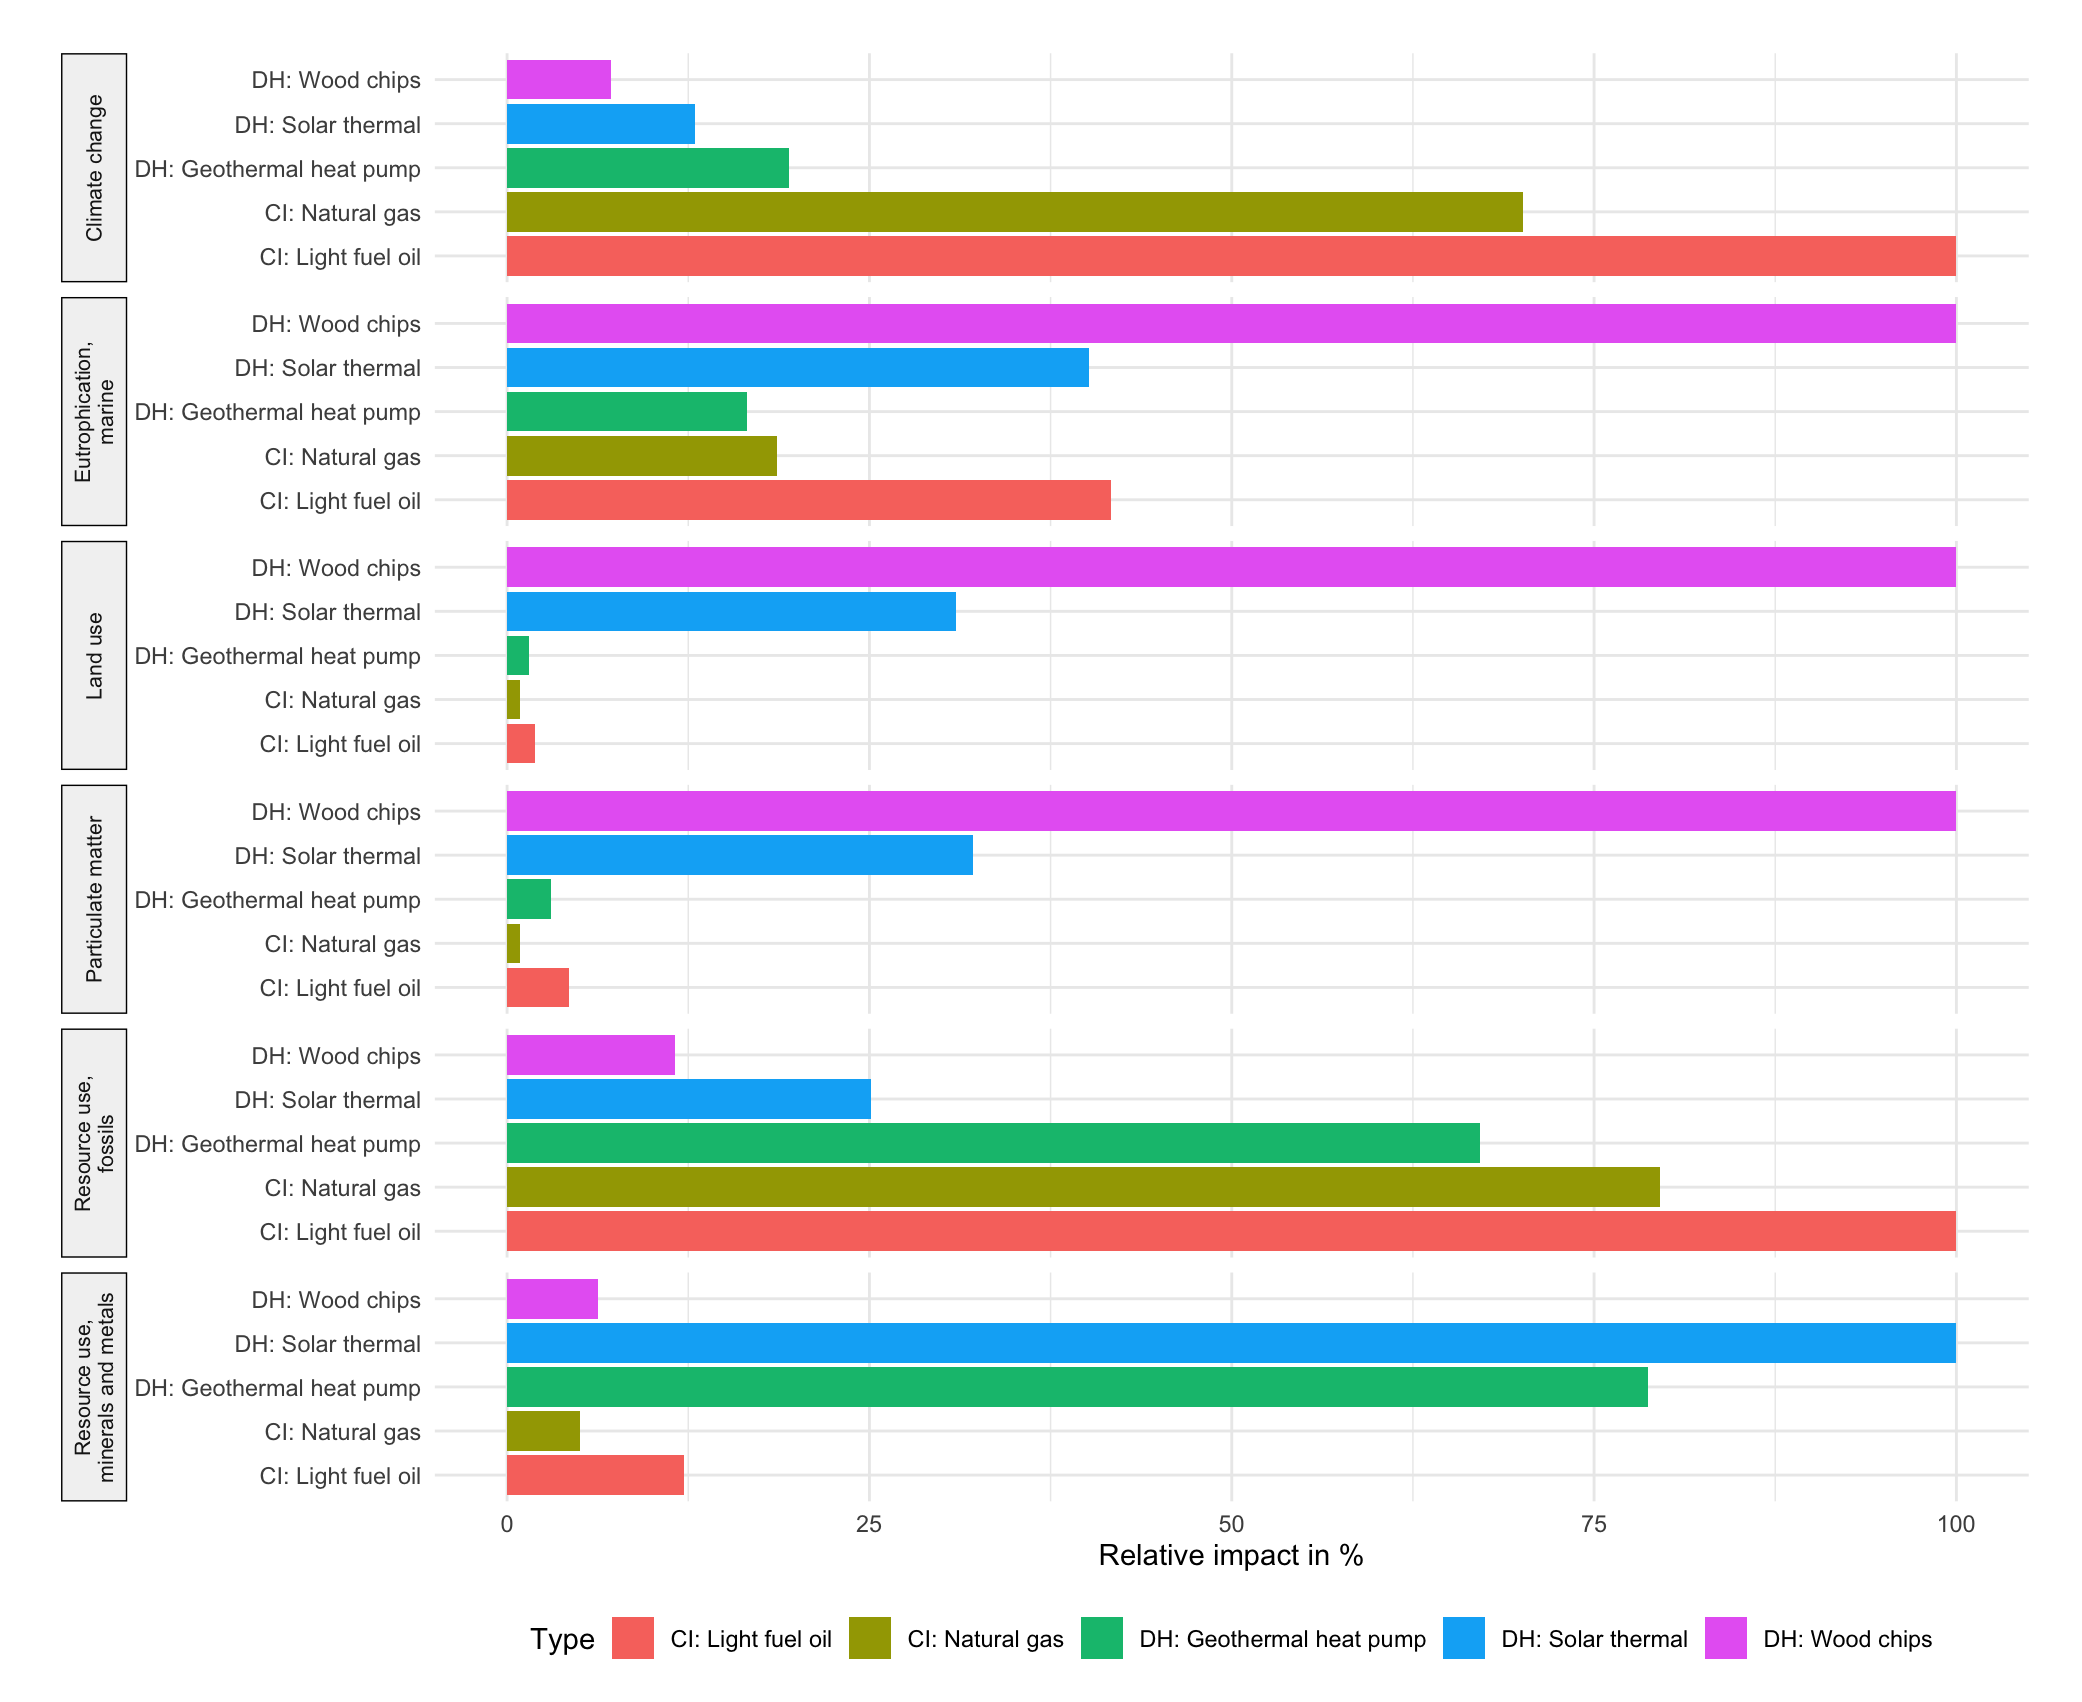 Climate change
DH: Wood chips
DH: Solar thermal
DH: Geothermal heat pump
CI: Natural gas
CI: Light fuel oil
Eutrophication,
marine
DH: Wood chips
DH: Solar thermal
DH: Geothermal heat pump
CI: Natural gas
CI: Light fuel oil
Land use
DH: Wood chips
DH: Solar thermal
DH: Geothermal heat pump
CI: Natural gas
CI: Light fuel oil
Particulate matter
DH: Wood chips
DH: Solar thermal
DH: Geothermal heat pump
CI: Natural gas
CI: Light fuel oil
Resource use,
fossils
DH: Wood chips
DH: Solar thermal
DH: Geothermal heat pump
CI: Natural gas
CI: Light fuel oil
Resource use,
minerals and metals
DH: Wood chips
DH: Solar thermal
DH: Geothermal heat pump
CI: Natural gas
CI: Light fuel oil
0 25 50 75 100
Relative impact in %
Type CI: Light fuel oil CI: Natural gas DH: Geothermal heat pump DH: Solar thermal DH: Wood chips